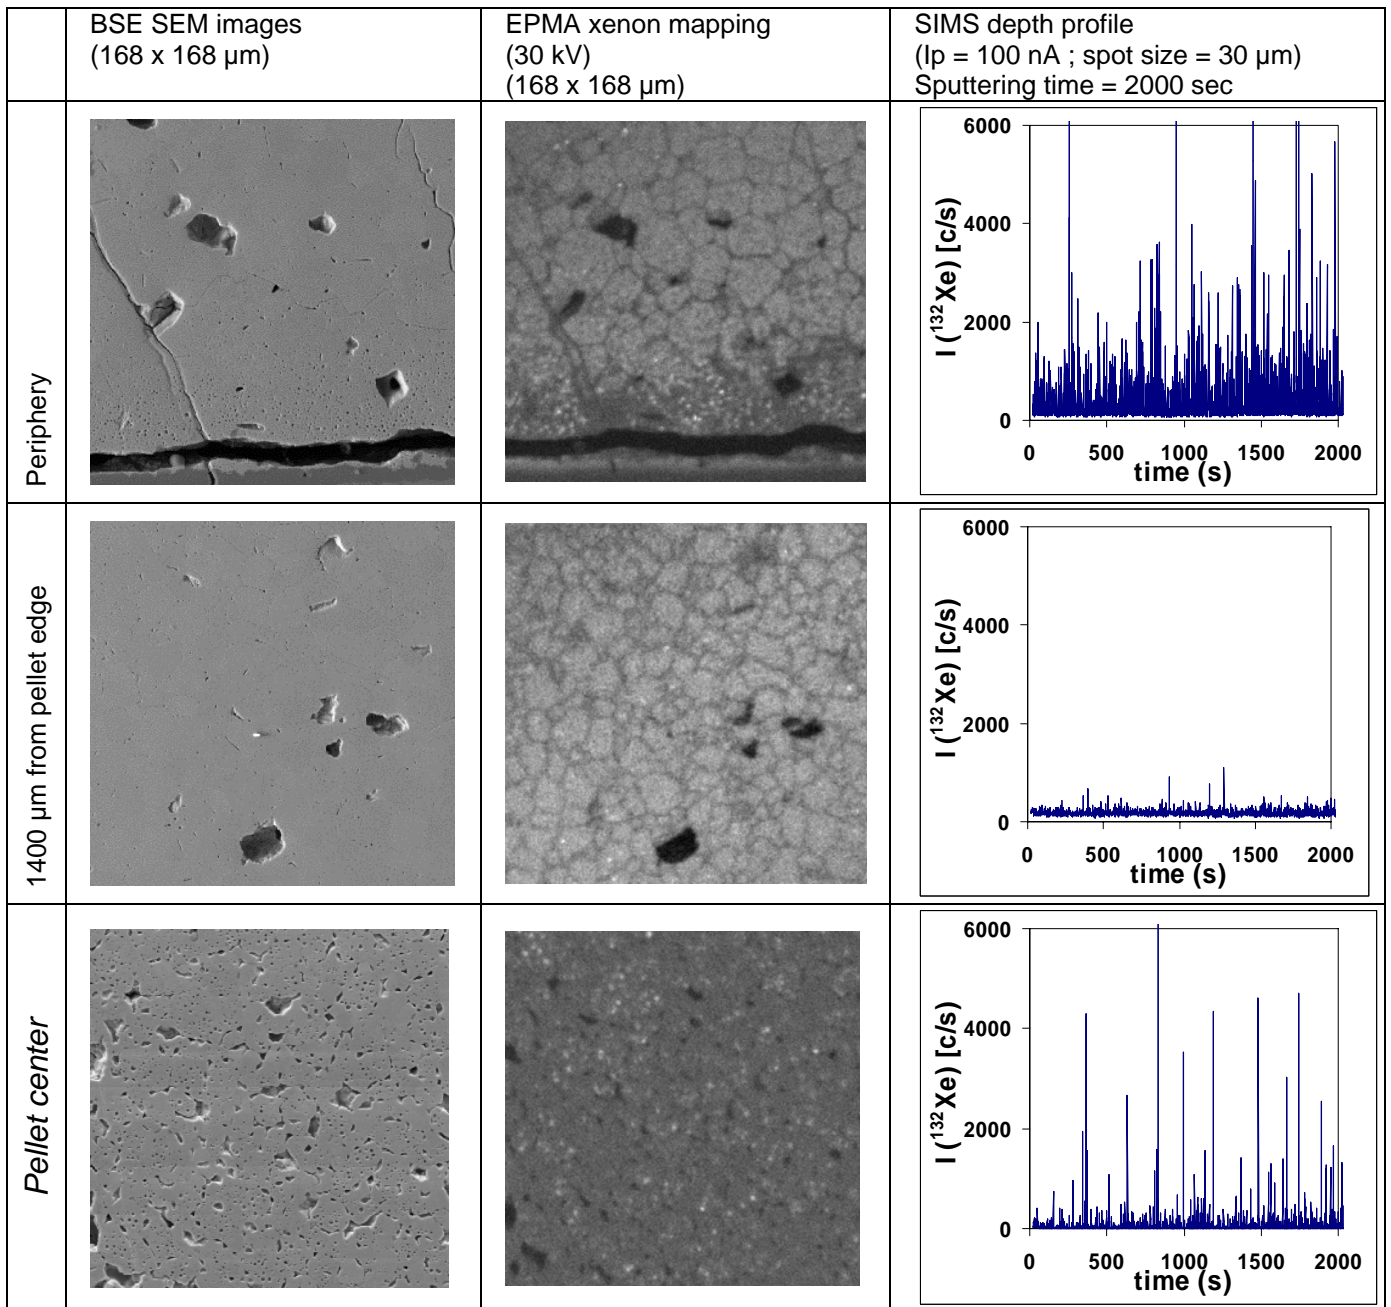 BSE SEM images
(168 x 168 µm)
EPMA xenon mapping
(30 kV)
(168 x 168 µm)
SIMS depth profile
(Ip = 100 nA ; spot size = 30 µm)
Sputtering time = 2000 sec
Periphery
6000
4000
2000
0
I (¹³²Xe) [c/s]
0 500 1000 1500 2000
time (s)
1400 µm from pellet edge
6000
4000
2000
0
I (¹³²Xe) [c/s]
0 500 1000 1500 2000
time (s)
Pellet center
6000
4000
2000
0
I (¹³²Xe) [c/s]
0 500 1000 1500 2000
time (s)